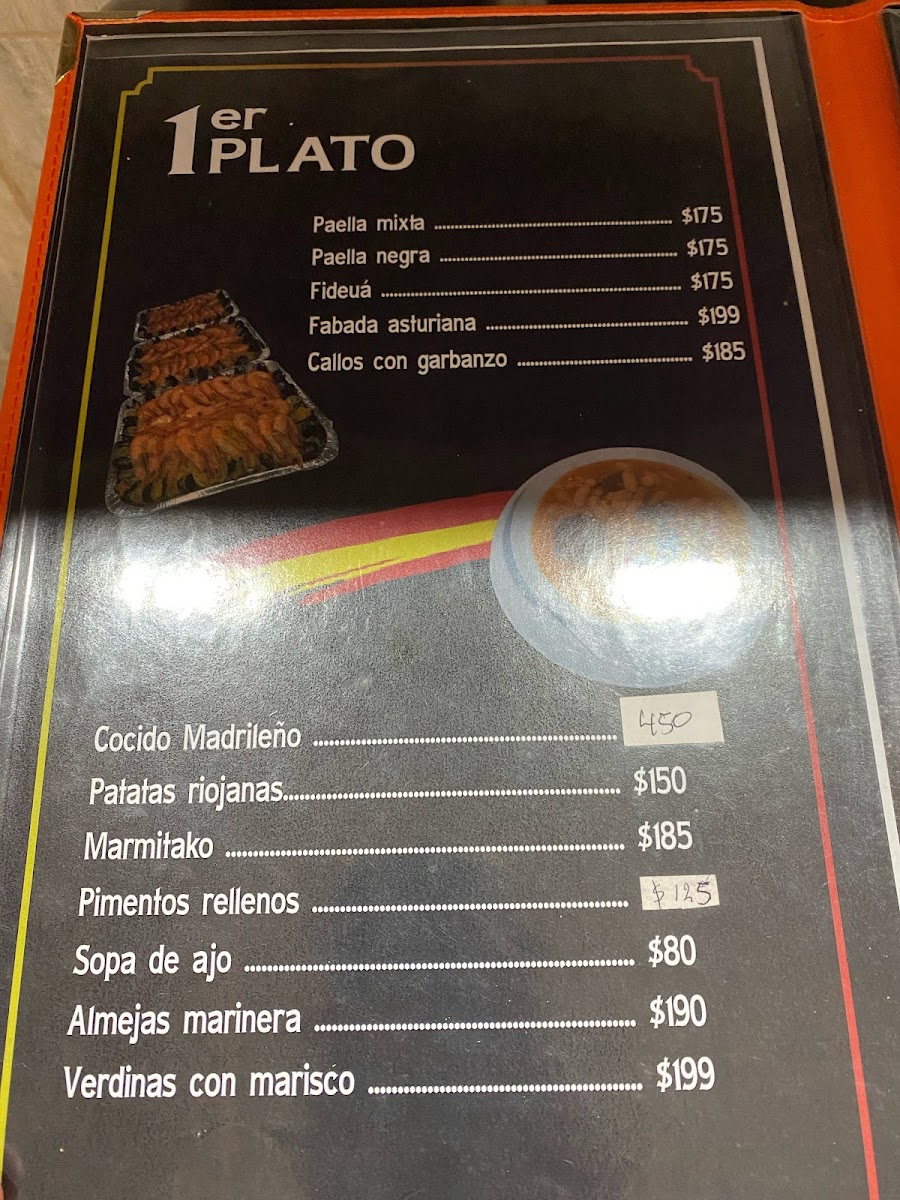 1er PLATO
Paella mixta ........ $175
Paella negra ........ $175
Fideuá ........ $175
Fabada asturiana ........ $199
Callos con garbanzo ........ $185
Cocido Madrileño ........ 450
Patatas riojanas ........ $150
Marmitako ........ $185
Pimentos rellenos ........ $125
Sopa de ajo ........ $80
Almejas marinera ........ $190
Verdinas con marisco ........ $199